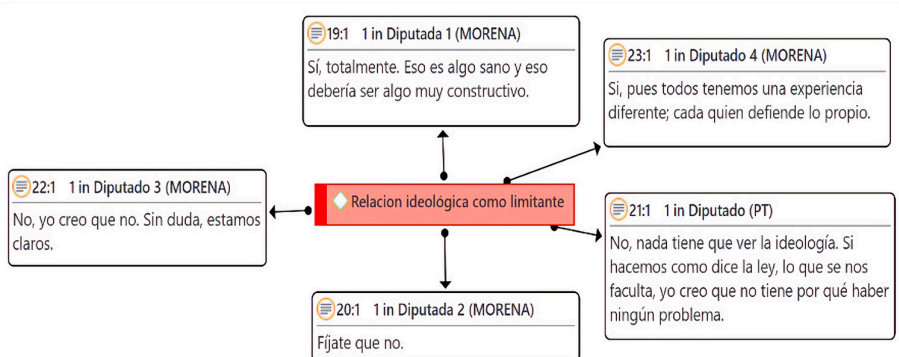 19:1 1 in Diputada 1 (MORENA)
Sí, totalmente. Eso es algo sano y eso
debería ser algo muy constructivo.
23:1 1 in Diputado 4 (MORENA)
Si, pues todos tenemos una experiencia
diferente; cada quien defiende lo propio.
22:1 1 in Diputado 3 (MORENA)
No, yo creo que no. Sin duda, estamos
claros.
Relacion ideológica como limitante
21:1 1 in Diputado (PT)
No, nada tiene que ver la ideología. Si
hacemos como dice la ley, lo que se nos
faculta, yo creo que no tiene por qué haber
ningún problema.
20:1 1 in Diputada 2 (MORENA)
Fíjate que no.